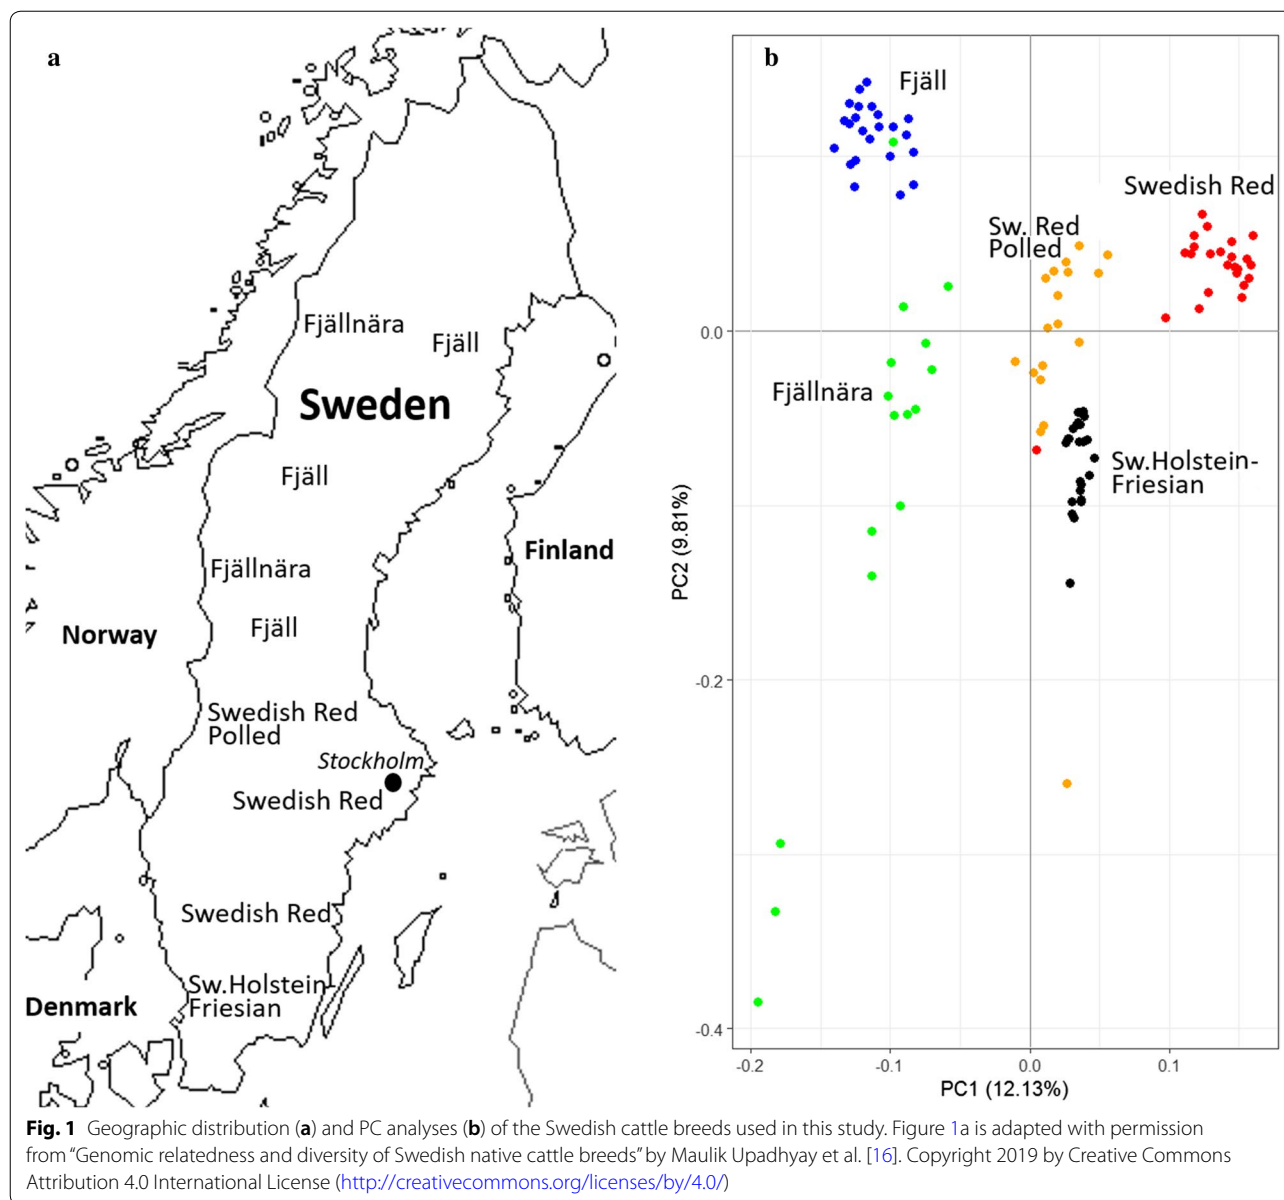 a
Fjällnära
Fjäll
Sweden
Fjäll
Finland
Fjällnära
Norway
Fjäll
Swedish Red
Polled
Stockholm
Swedish Red
Swedish Red
Sw.Holstein-
Friesian
Denmark
b
Fjäll
Swedish Red
Sw. Red
Polled
Fjällnära
Sw.Holstein-
Friesian
PC2 (9.81%)
0.0
-0.2
-0.4
-0.2
-0.1
0.0
0.1
PC1 (12.13%)
Fig. 1 Geographic distribution (a) and PC analyses (b) of the Swedish cattle breeds used in this study. Figure 1a is adapted with permission
from “Genomic relatedness and diversity of Swedish native cattle breeds” by Maulik Upadhyay et al. [16]. Copyright 2019 by Creative Commons
Attribution 4.0 International License (http://creativecommons.org/licenses/by/4.0/)